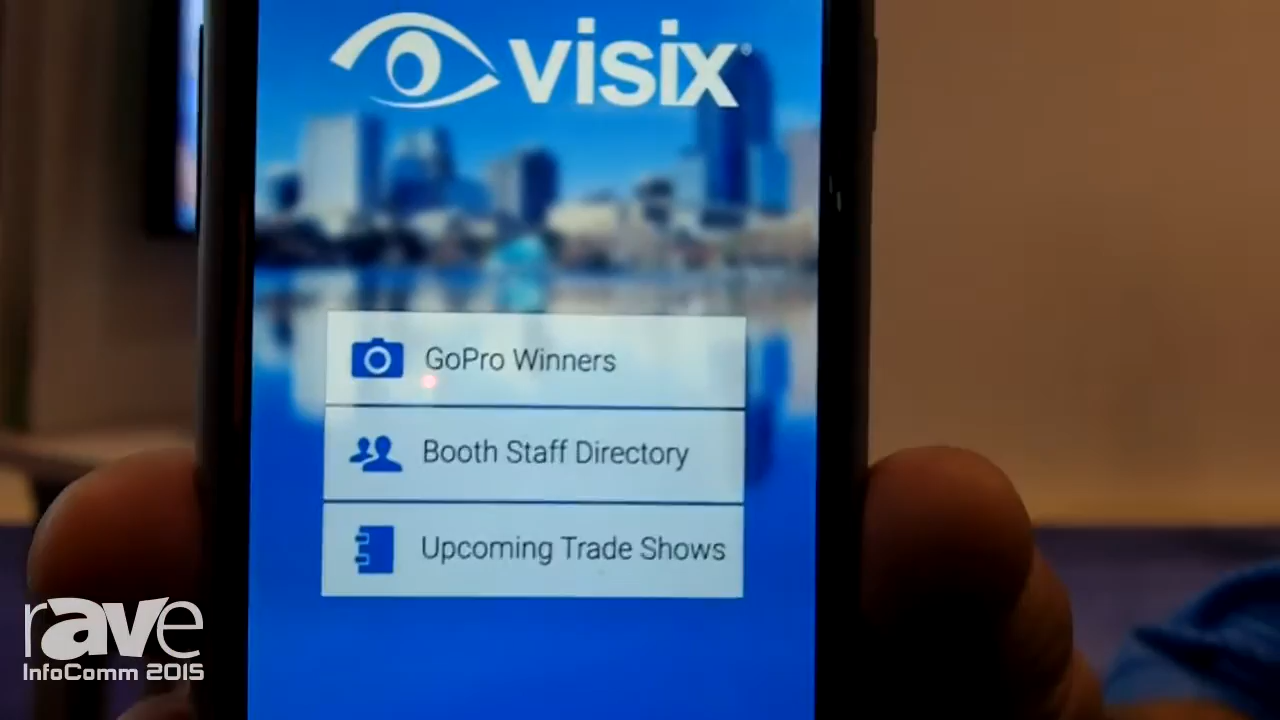 visix®
GoPro Winners
Booth Staff Directory
Upcoming Trade Shows
rave
InfoComm 2015